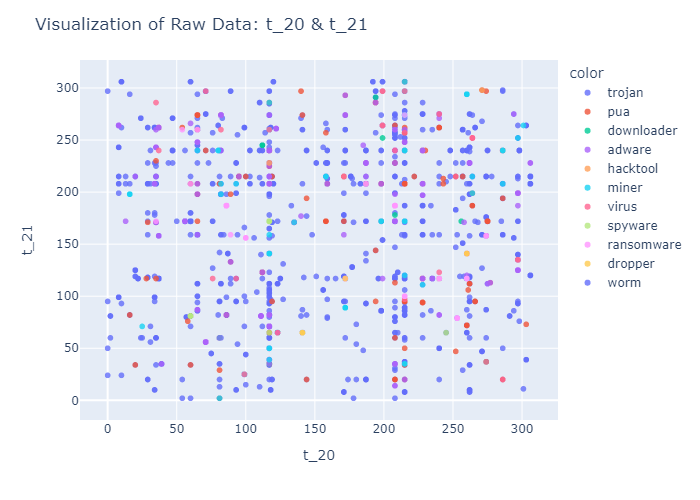 Visualization of Raw Data: t_20 & t_21
color
trojan
pua
downloader
adware
hacktool
miner
virus
spyware
ransomware
dropper
worm
300
250
200
150
100
50
0
t_21
0 50 100 150 200 250 300
t_20